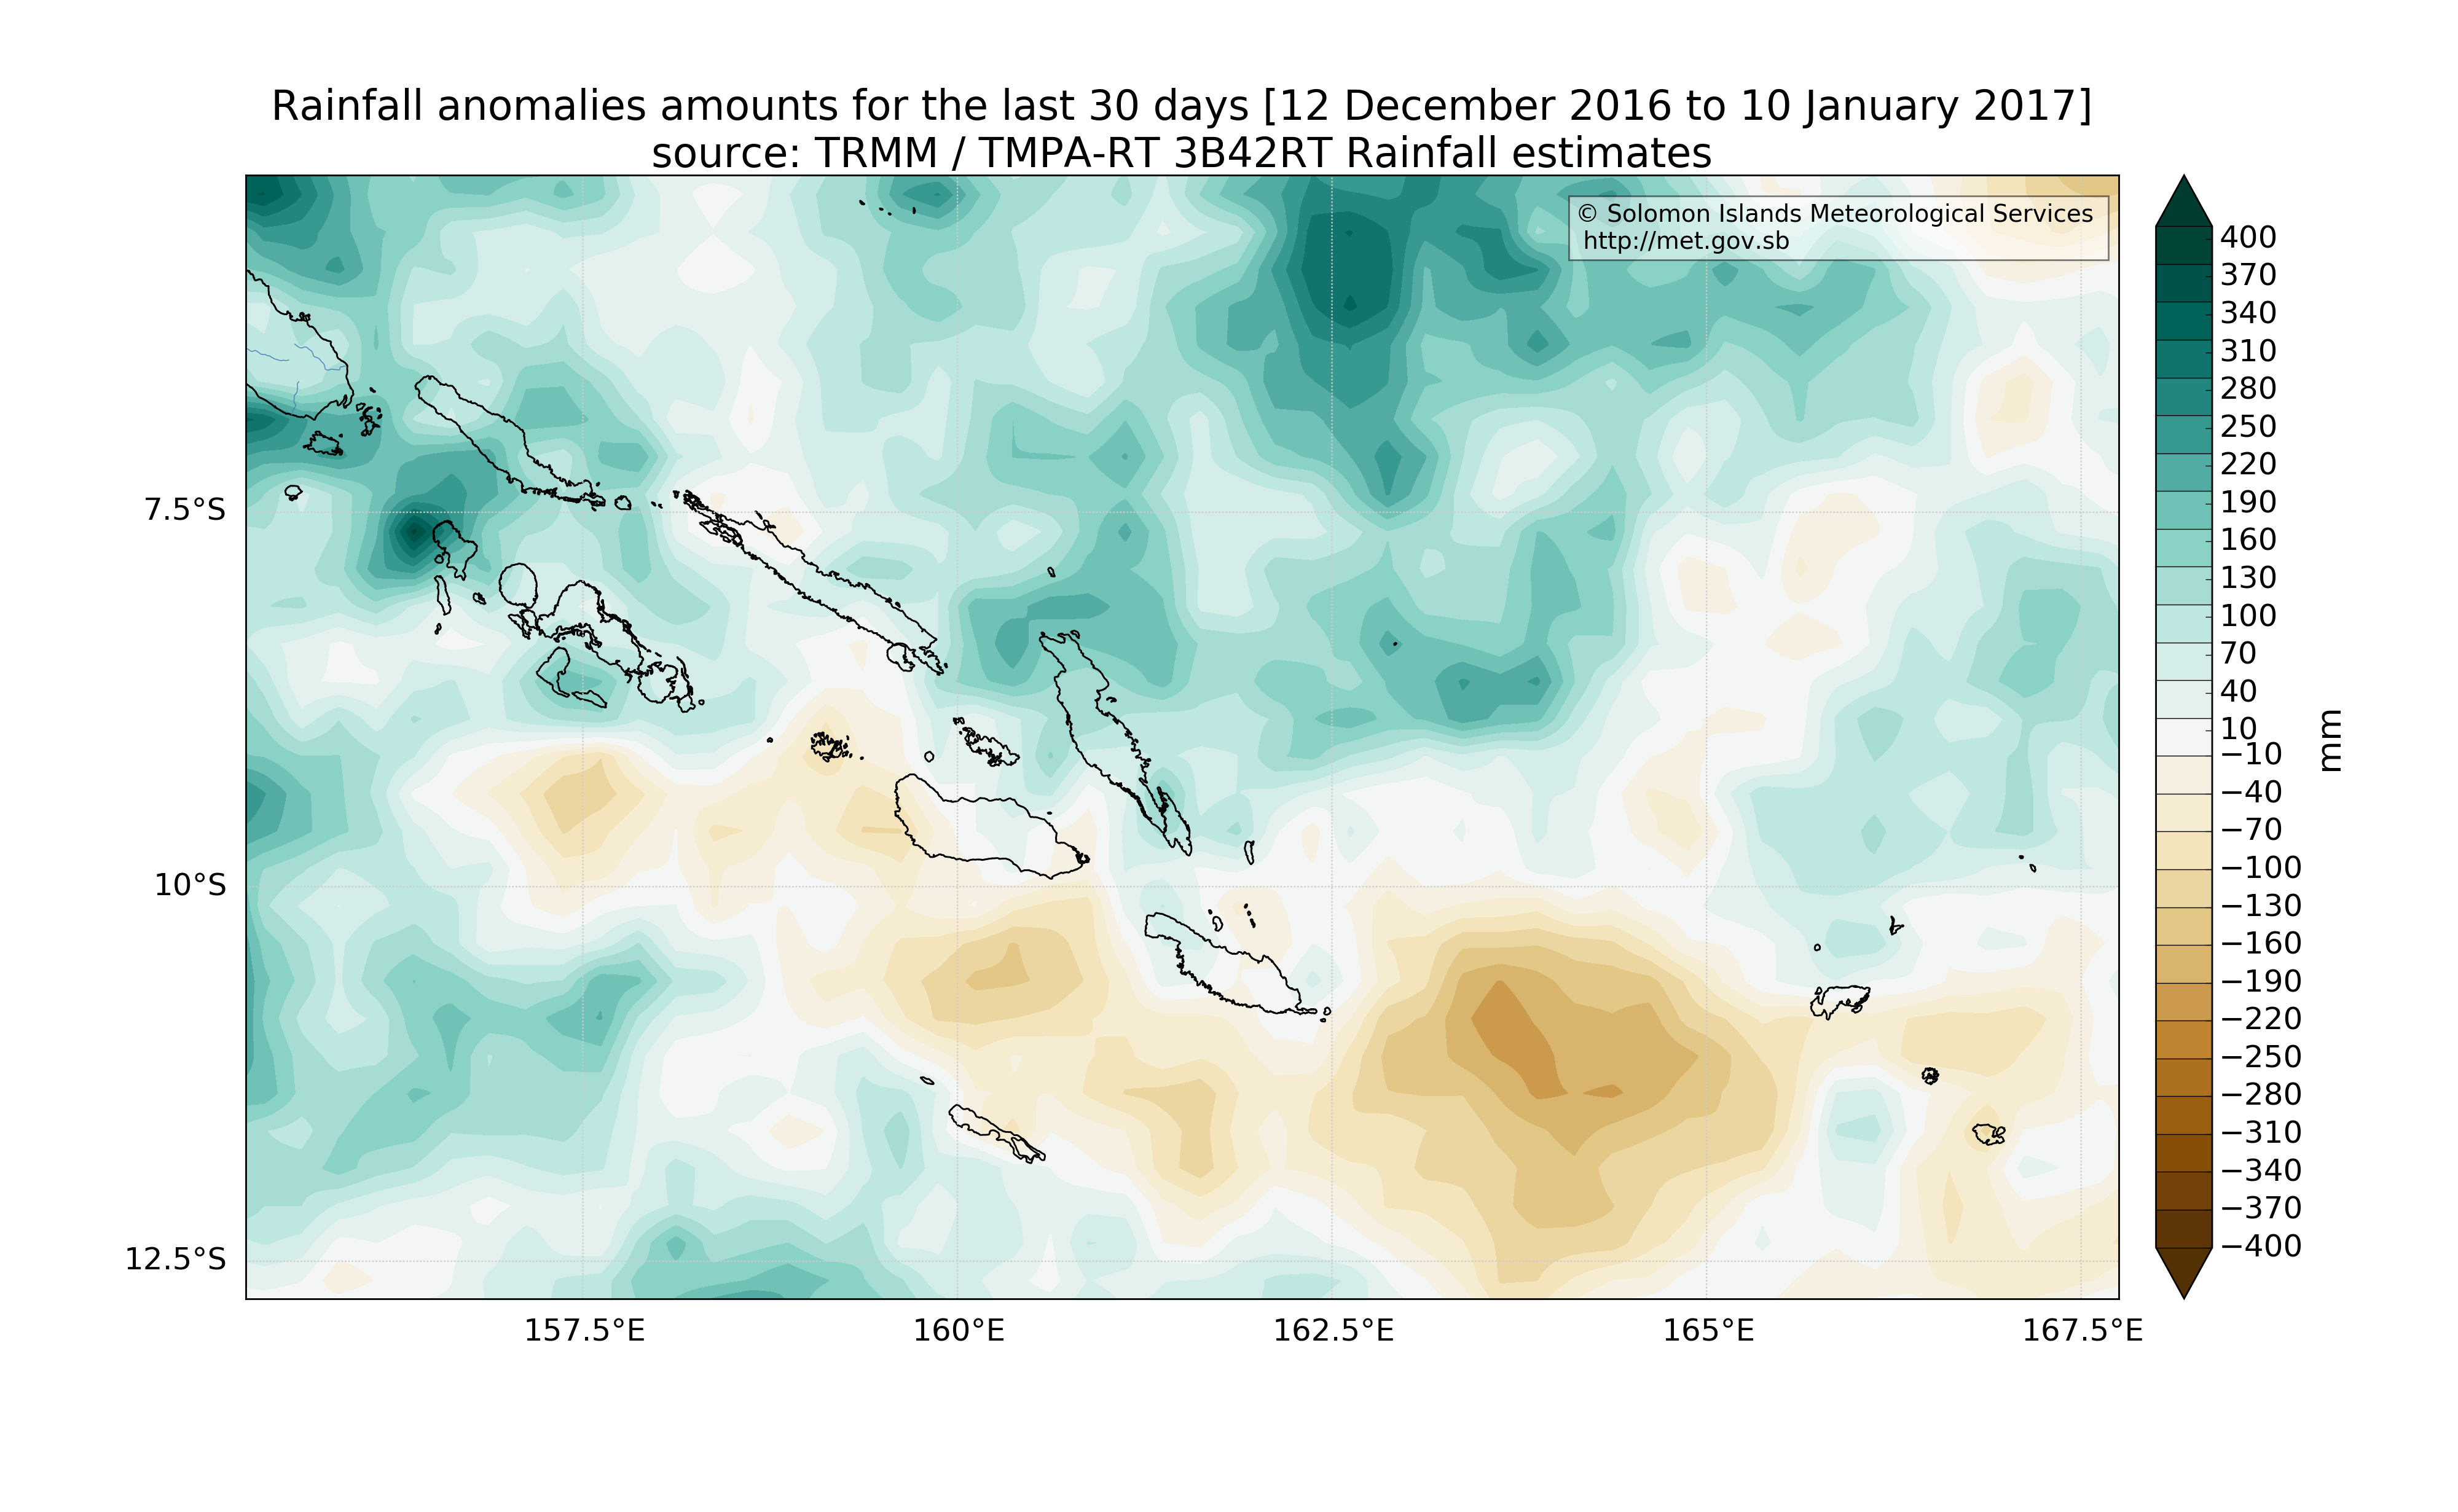 Rainfall anomalies amounts for the last 30 days [12 December 2016 to 10 January 2017]
source: TRMM / TMPA-RT 3B42RT Rainfall estimates
© Solomon Islands Meteorological Services
http://met.gov.sb
7.5°S
10°S
12.5°S
157.5°E
160°E
162.5°E
165°E
167.5°E
400
370
340
310
280
250
220
190
160
130
100
70
40
10
−10
−40
−70
−100
−130
−160
−190
−220
−250
−280
−310
−340
−370
−400
mm